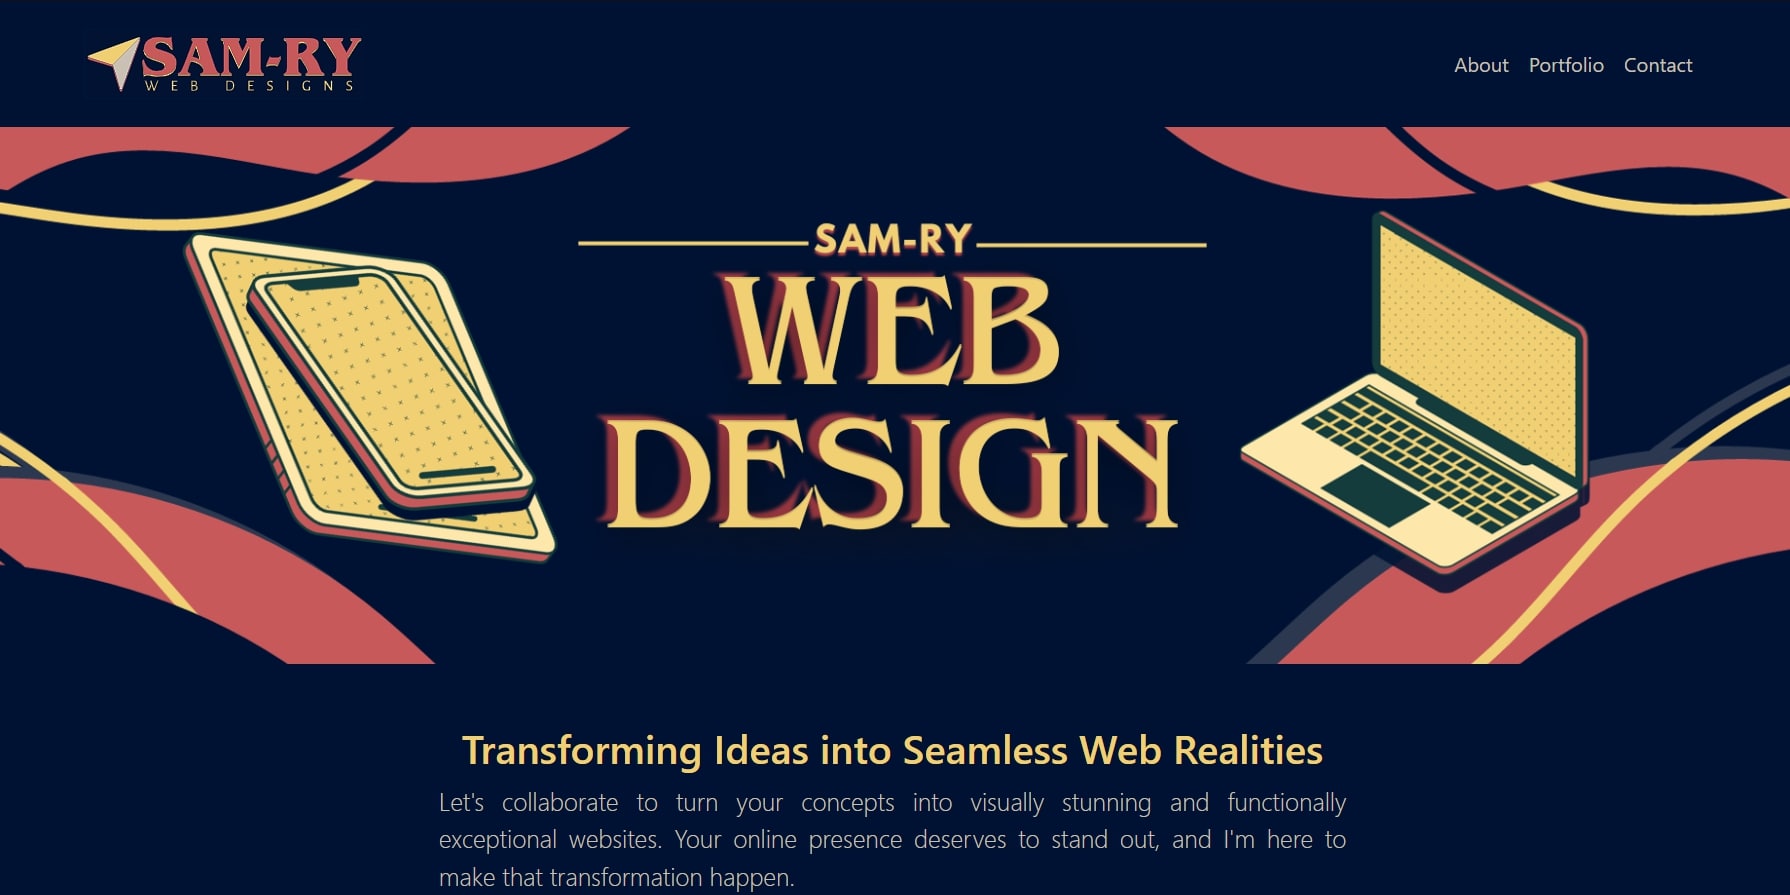 SAM-RY
WEB DESIGNS
About Portfolio Contact
SAM-RY
WEB
DESIGN
Transforming Ideas into Seamless Web Realities
Let's collaborate to turn your concepts into visually stunning and functionally
exceptional websites. Your online presence deserves to stand out, and I'm here to
make that transformation happen.